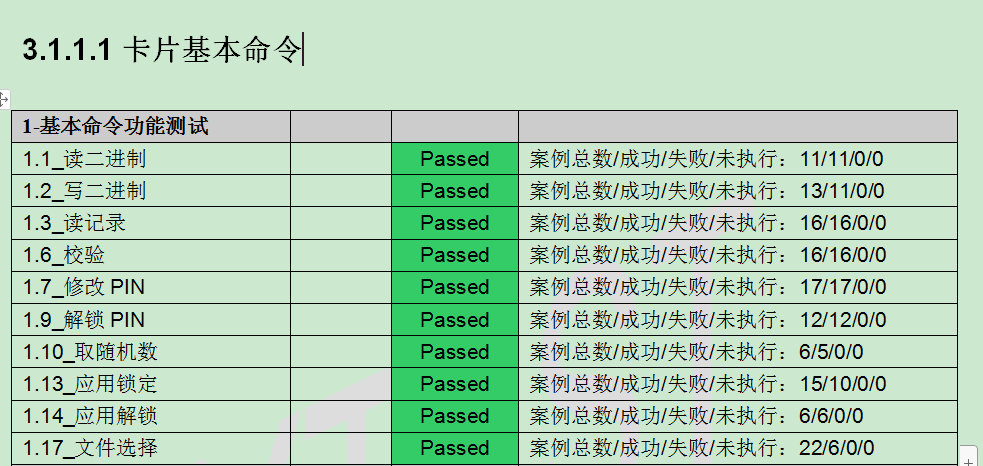 3.1.1.1 卡片基本命令
1-基本命令功能测试
1.1_读二进制 Passed 案例总数/成功/失败/未执行：11/11/0/0
1.2_写二进制 Passed 案例总数/成功/失败/未执行：13/11/0/0
1.3_读记录 Passed 案例总数/成功/失败/未执行：16/16/0/0
1.6_校验 Passed 案例总数/成功/失败/未执行：16/16/0/0
1.7_修改 PIN Passed 案例总数/成功/失败/未执行：17/17/0/0
1.9_解锁 PIN Passed 案例总数/成功/失败/未执行：12/12/0/0
1.10_取随机数 Passed 案例总数/成功/失败/未执行：6/5/0/0
1.13_应用锁定 Passed 案例总数/成功/失败/未执行：15/10/0/0
1.14_应用解锁 Passed 案例总数/成功/失败/未执行：6/6/0/0
1.17_文件选择 Passed 案例总数/成功/失败/未执行：22/6/0/0